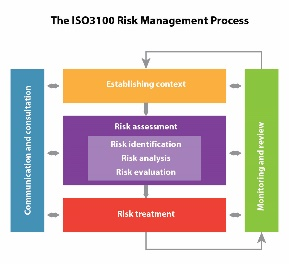 The ISO3100 Risk Management Process
Establishing context
Communication and consultation
Risk assessment
Risk identification
Risk analysis
Risk evaluation
Monitoring and review
Risk treatment